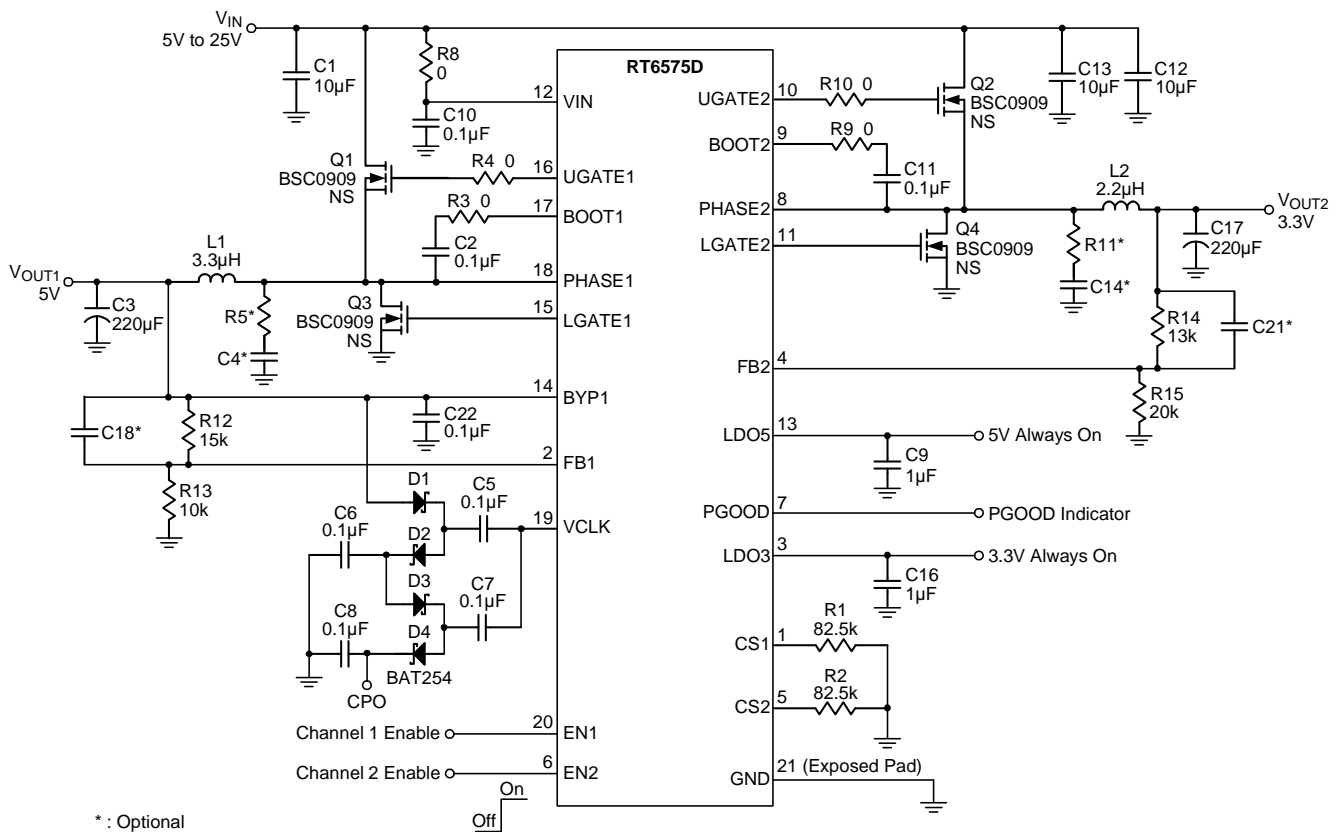 VIN
5V to 25V
C1
10µF
R8
0
12
VIN
C10
0.1µF
RT6575D
10
UGATE2
R10 0
Q2
BSC0909
NS
C13
10µF
C12
10µF
9
BOOT2
R9 0
C11
0.1µF
Q1
BSC0909
NS
R4 0
16
UGATE1
R3 0
17
BOOT1
C2
0.1µF
PHASE2
8
L2
2.2µH
VOUT2
3.3V
C17
220µF
LGATE2
11
Q4
BSC0909
NS
R11*
C14*
L1
3.3µH
VOUT1
5V
C3
220µF
18
PHASE1
R5*
C4*
Q3
BSC0909
NS
15
LGATE1
R14
13k
C21*
FB2
4
R15
20k
14
BYP1
C22
0.1µF
C18*
R12
15k
2
FB1
R13
10k
LDO5
13
5V Always On
C9
1µF
D1
C5
0.1µF
19
VCLK
C6
0.1µF
D2
D3
C7
0.1µF
C8
0.1µF
D4
BAT254
CPO
PGOOD
7
PGOOD Indicator
LDO3
3
3.3V Always On
C16
1µF
CS1
1
R1
82.5k
CS2
5
R2
82.5k
Channel 1 Enable
20
EN1
Channel 2 Enable
6
EN2
GND
21 (Exposed Pad)
On
Off
* : Optional